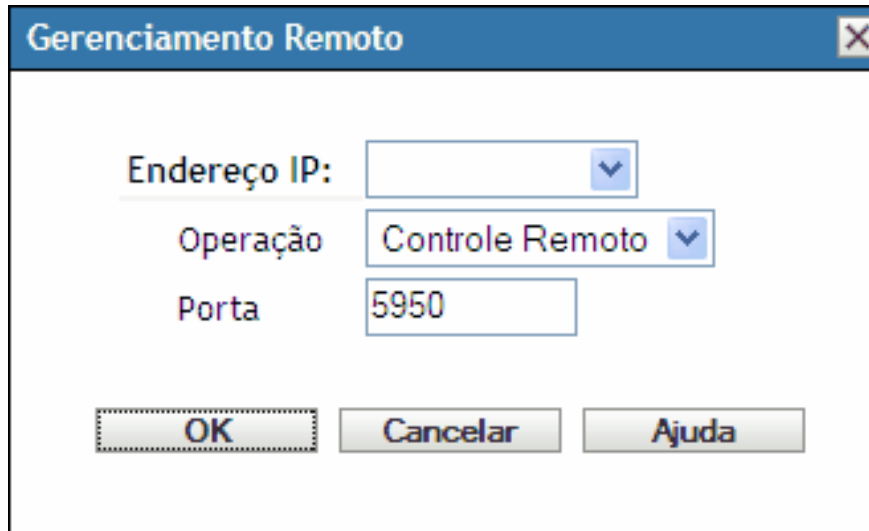 Gerenciamento Remoto
Endereço IP:
Operação Controle Remoto
Porta 5950
OK Cancelar Ajuda